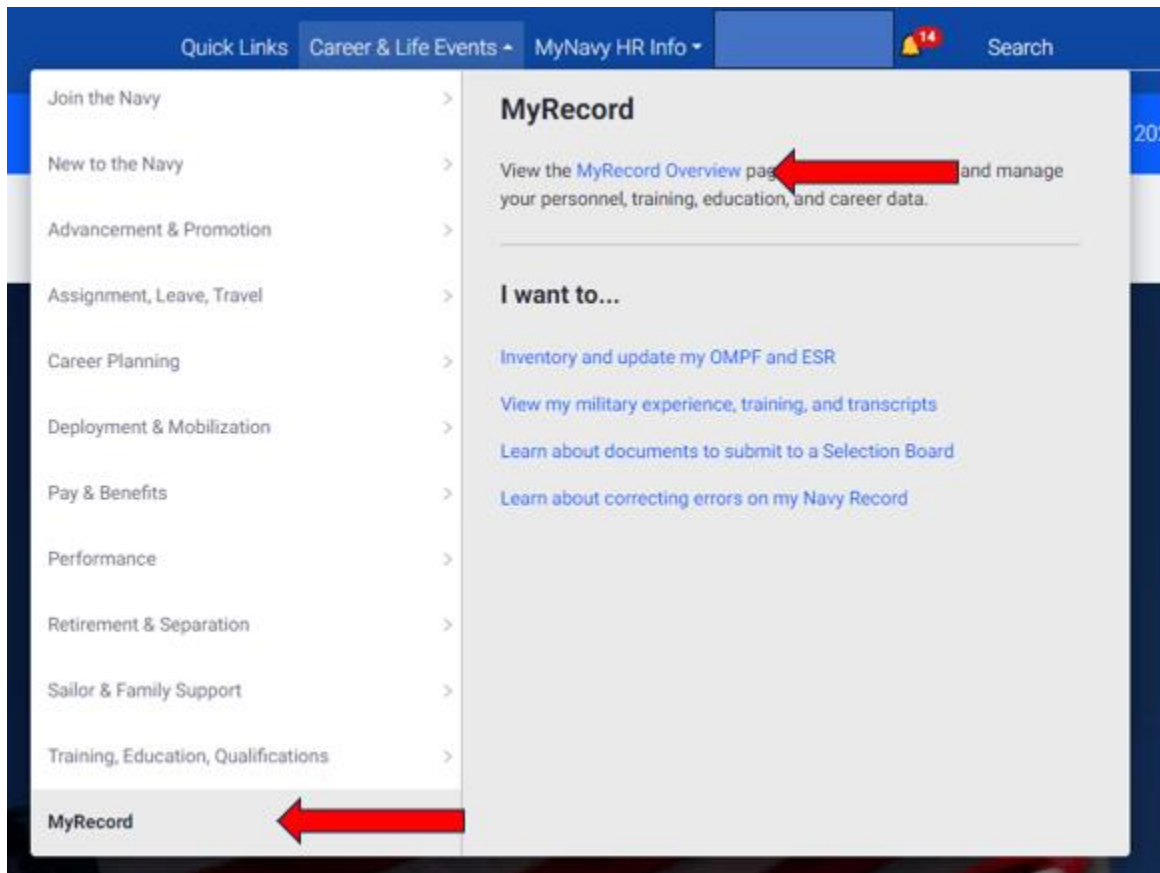 Quick Links Career & Life Events MyNavy HR Info 14 Search
Join the Navy
New to the Navy
Advancement & Promotion
Assignment, Leave, Travel
Career Planning
Deployment & Mobilization
Pay & Benefits
Performance
Retirement & Separation
Sailor & Family Support
Training, Education, Qualifications
MyRecord
MyRecord
View the MyRecord Overview and manage
your personnel, training, education, and career data.
I want to...
Inventory and update my OMPF and ESR
View my military experience, training, and transcripts
Learn about documents to submit to a Selection Board
Learn about correcting errors on my Navy Record